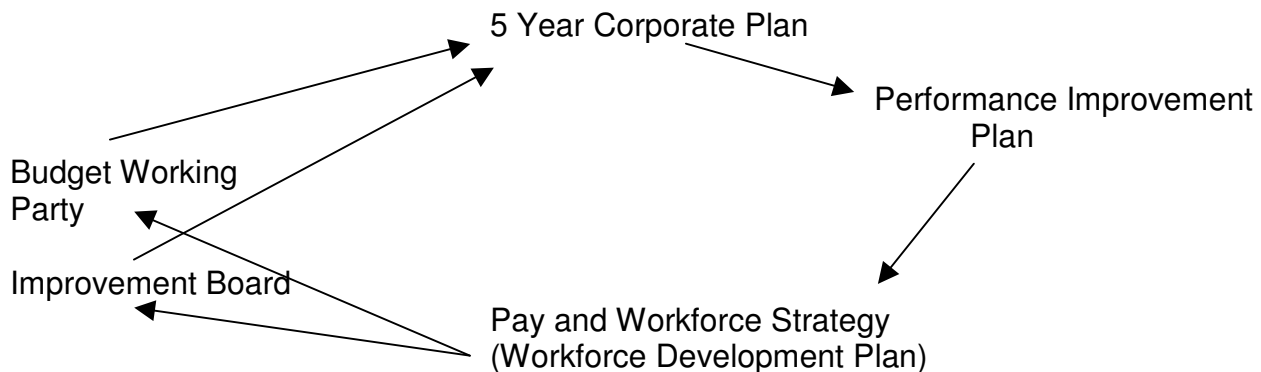 5 Year Corporate Plan
Performance Improvement
Plan
Budget Working
Party
Improvement Board
Pay and Workforce Strategy
(Workforce Development Plan)